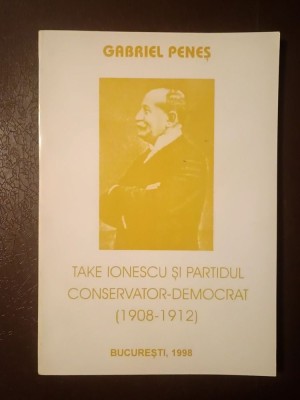 GABRIEL PENEȘ
TAKE IONESCU ȘI PARTIDUL
CONSERVATOR-DEMOCRAT
(1908-1912)
BUCUREȘTI, 1998